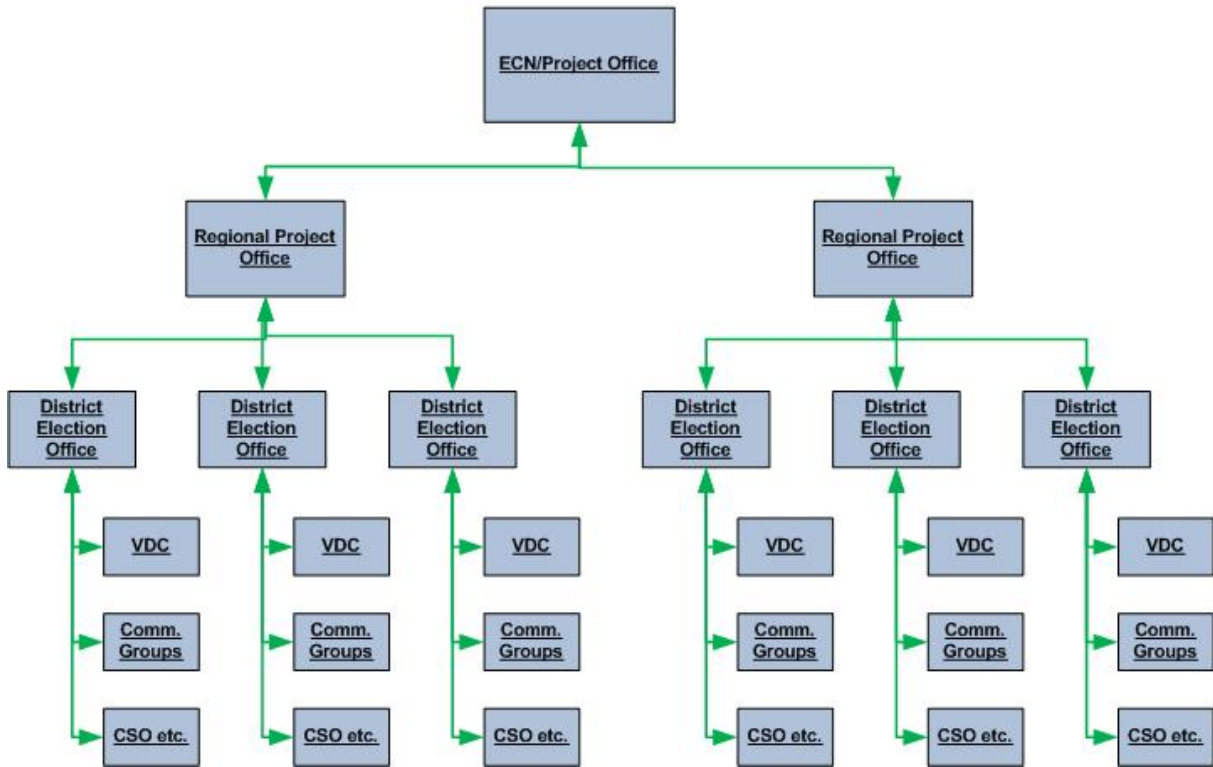 ECN/Project Office
Regional Project
Office
Regional Project
Office
District
Election
Office
District
Election
Office
District
Election
Office
District
Election
Office
District
Election
Office
District
Election
Office
VDC
VDC
VDC
VDC
VDC
VDC
Comm.
Groups
Comm.
Groups
Comm.
Groups
Comm.
Groups
Comm.
Groups
Comm.
Groups
CSO etc.
CSO etc.
CSO etc.
CSO etc.
CSO etc.
CSO etc.